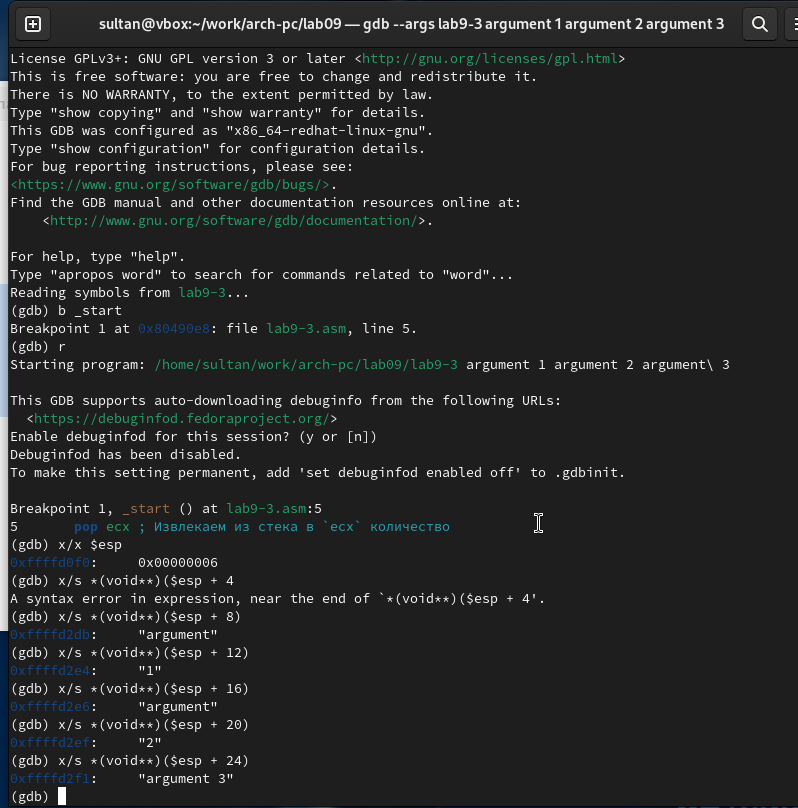 sultan@vbox:~/work/arch-pc/lab09 — gdb --args lab9-3 argument 1 argument 2 argument 3
License GPLv3+: GNU GPL version 3 or later <http://gnu.org/licenses/gpl.html>
This is free software: you are free to change and redistribute it.
There is NO WARRANTY, to the extent permitted by law.
Type "show copying" and "show warranty" for details.
This GDB was configured as "x86_64-redhat-linux-gnu".
Type "show configuration" for configuration details.
For bug reporting instructions, please see:
<https://www.gnu.org/software/gdb/bugs/>.
Find the GDB manual and other documentation resources online at:
    <http://www.gnu.org/software/gdb/documentation/>.

For help, type "help".
Type "apropos word" to search for commands related to "word"...
Reading symbols from lab9-3...
(gdb) b _start
Breakpoint 1 at 0x80490e8: file lab9-3.asm, line 5.
(gdb) r
Starting program: /home/sultan/work/arch-pc/lab09/lab9-3 argument 1 argument 2 argument\ 3

This GDB supports auto-downloading debuginfo from the following URLs:
  <https://debuginfod.fedoraproject.org/>
Enable debuginfod for this session? (y or [n])
Debuginfod has been disabled.
To make this setting permanent, add 'set debuginfod enabled off' to .gdbinit.

Breakpoint 1, _start () at lab9-3.asm:5
5       pop ecx ; Извлекаем из стека в `ecx` количество
(gdb) x/x $esp
0xffffd0f0:     0x00000006
(gdb) x/s *(void**)($esp + 4
A syntax error in expression, near the end of `*(void**)($esp + 4'.
(gdb) x/s *(void**)($esp + 8)
0xffffd2db:     "argument"
(gdb) x/s *(void**)($esp + 12)
0xffffd2e4:     "1"
(gdb) x/s *(void**)($esp + 16)
0xffffd2e6:     "argument"
(gdb) x/s *(void**)($esp + 20)
0xffffd2ef:     "2"
(gdb) x/s *(void**)($esp + 24)
0xffffd2f1:     "argument 3"
(gdb)